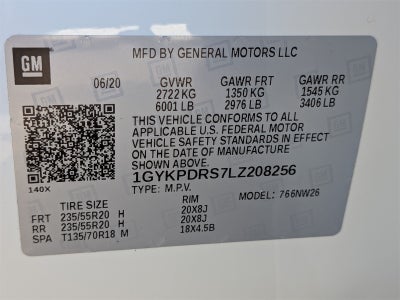 GM
MFD BY GENERAL MOTORS LLC
06/20 GVWR GAWR FRT GAWR RR
2722 KG 1350 KG 1545 KG
6001 LB 2976 LB 3406 LB
THIS VEHICLE CONFORMS TO ALL
APPLICABLE U.S. FEDERAL MOTOR
VEHICLE SAFETY STANDARDS IN EFFECT
ON THE DATE OF MANUFACTURE
SHOWN ABOVE.
1GYKPDRS7LZ208256
140X TYPE: M.P.V. MODEL: 766NW26
TIRE SIZE RIM
FRT 235/55R20 H 20X8J
RR 235/55R20 H 20X8J
SPA T135/70R18 M 18X4.5B